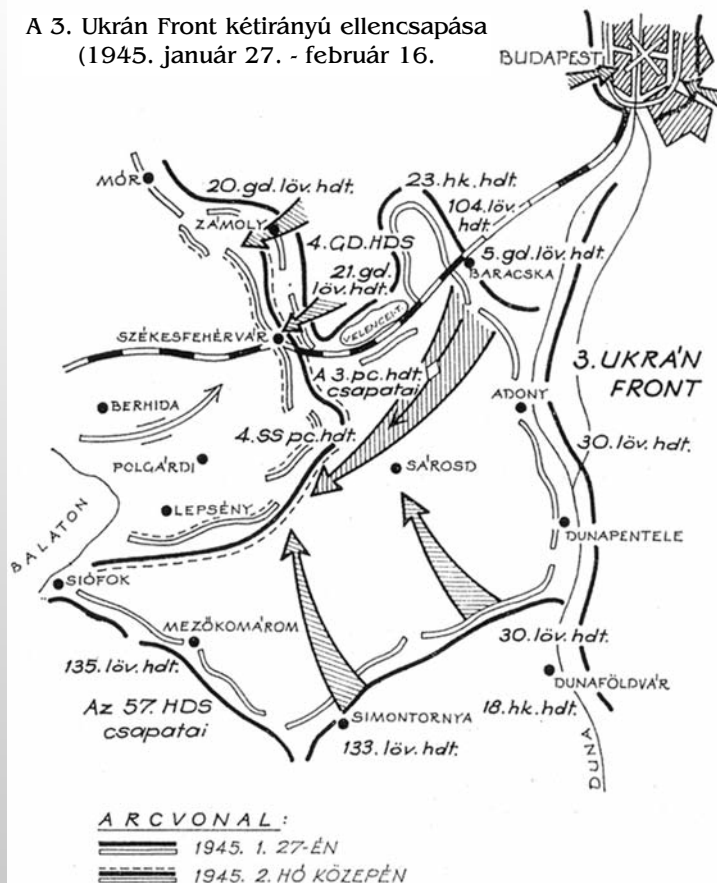 A 3. Ukrán Front kétirányú ellencsapása
(1945. január 27. - február 16.
BUDAPEST
MÓR
20.gd.löv.hdt.
ZÁMOLY
23.hk.hdt.
104.löv.
hdt.
4.GD.HDS
5.gd.löv.hdt.
BARACSKA
21.gd.
löv.hdt.
VELENCEI.T.
SZÉKESFEHÉRVÁR
3.UKRÁN
FRONT
A 3.pc.hdt.
csapatai
ADONY
BERHIDA
4.SS pc.hdt.
30.löv.hdt.
POLGÁRDI
SÁROSD
LEPSÉNY
BALATON
DUNAPENTELE
SIÓFOK
MEZŐKOMÁROM
30.löv.hdt.
135.löv.hdt.
DUNAFÖLDVÁR
Az 57.HDS
csapatai
18.hk.hdt.
SIMONTORNYA
133.löv.hdt.
DUNA
ARCVONAL:
1945. 1. 27-ÉN
1945. 2. HÓ KÖZEPÉN